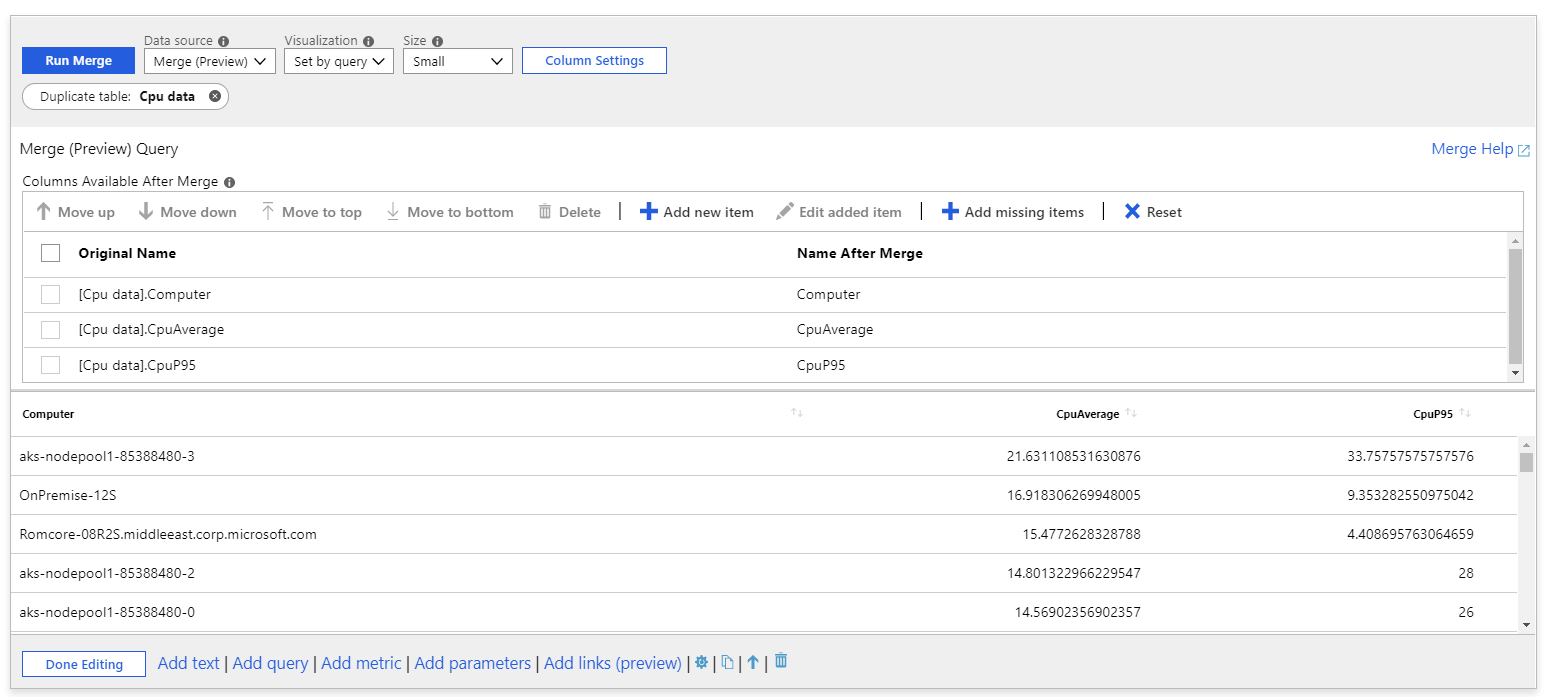 Data source Visualization Size
Run Merge Merge (Preview) Set by query Small Column Settings
Duplicate table: Cpu data
Merge (Preview) Query Merge Help
Columns Available After Merge
Move up Move down Move to top Move to bottom Delete | Add new item Edit added item | Add missing items | Reset
Original Name Name After Merge
[Cpu data].Computer Computer
[Cpu data].CpuAverage CpuAverage
[Cpu data].CpuP95 CpuP95
Computer CpuAverage CpuP95
aks-nodepool1-85388480-3 21.631108531630876 33.75757575757576
OnPremise-12S 16.918306269948005 9.353282550975042
Romcore-08R2S.middleeast.corp.microsoft.com 15.4772628328788 4.408695763064659
aks-nodepool1-85388480-2 14.801322966229547 28
aks-nodepool1-85388480-0 14.56902356902357 26
Done Editing Add text | Add query | Add metric | Add parameters | Add links (preview) | | | |